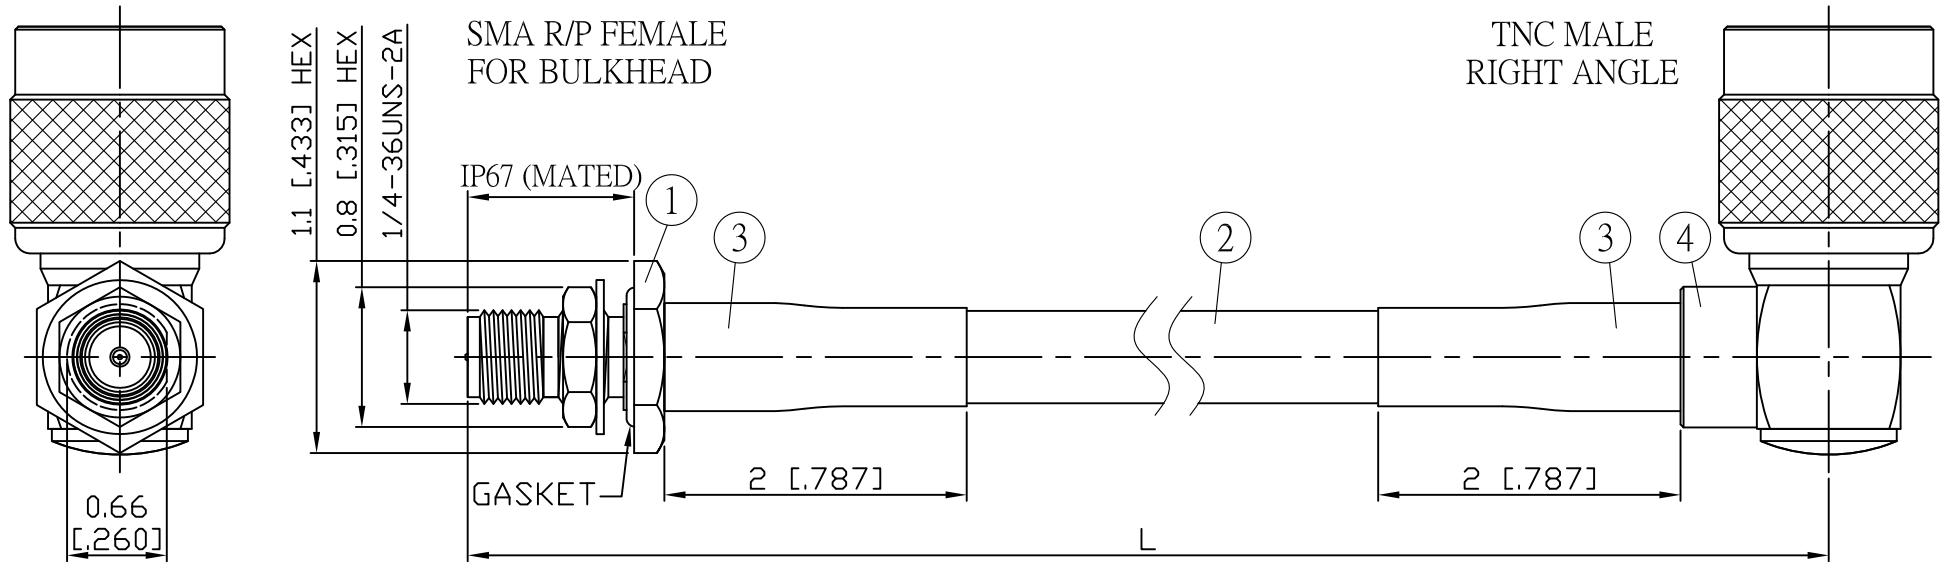 SMA R/P FEMALE
FOR BULKHEAD
TNC MALE
RIGHT ANGLE
1.1 [.433] HEX
0.8 [.315] HEX
1/4-36UNS-2A
IP67 (MATED)
1
3
2
3
4
GASKET
2 [.787]
2 [.787]
0.66
[.260]
L